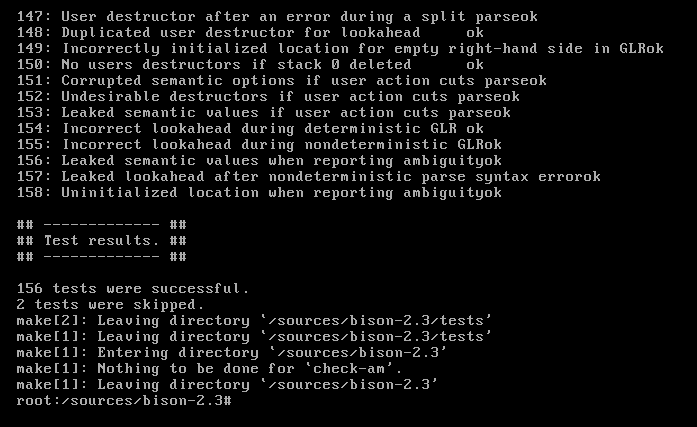 147: User destructor after an error during a split parseok
148: Duplicated user destructor for lookahead      ok
149: Incorrectly initialized location for empty right-hand side in GLRok
150: No users destructors if stack 0 deleted      ok
151: Corrupted semantic options if user action cuts parseok
152: Undesirable destructors if user action cuts parseok
153: Leaked semantic values if user action cuts parseok
154: Incorrect lookahead during deterministic GLR ok
155: Incorrect lookahead during nondeterministic GLRok
156: Leaked semantic values when reporting ambiguityok
157: Leaked lookahead after nondeterministic parse syntax errorok
158: Uninitialized location when reporting ambiguityok
## ------------- ##
## Test results. ##
## ------------- ##
156 tests were successful.
2 tests were skipped.
make[2]: Leaving directory `/sources/bison-2.3/tests'
make[1]: Leaving directory `/sources/bison-2.3/tests'
make[1]: Entering directory `/sources/bison-2.3'
make[1]: Nothing to be done for `check-am'.
make[1]: Leaving directory `/sources/bison-2.3'
root:/sources/bison-2.3#